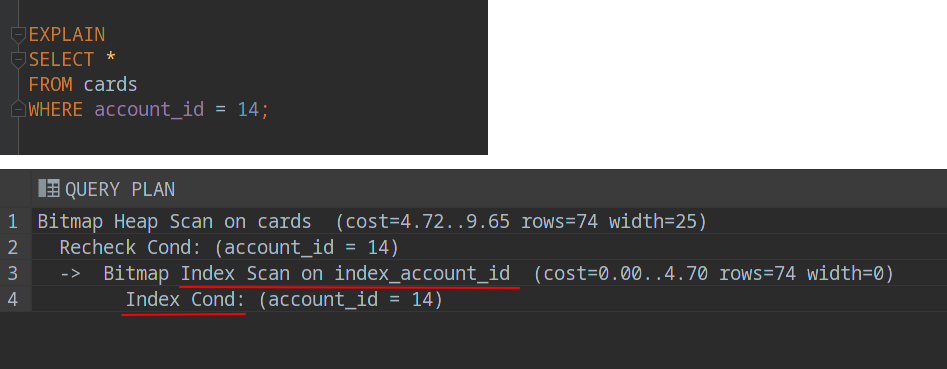 EXPLAIN
SELECT *
FROM cards
WHERE account_id = 14;
QUERY PLAN
1 Bitmap Heap Scan on cards (cost=4.72..9.65 rows=74 width=25)
2 Recheck Cond: (account_id = 14)
3 -> Bitmap Index Scan on index_account_id (cost=0.00..4.70 rows=74 width=0)
4 Index Cond: (account_id = 14)